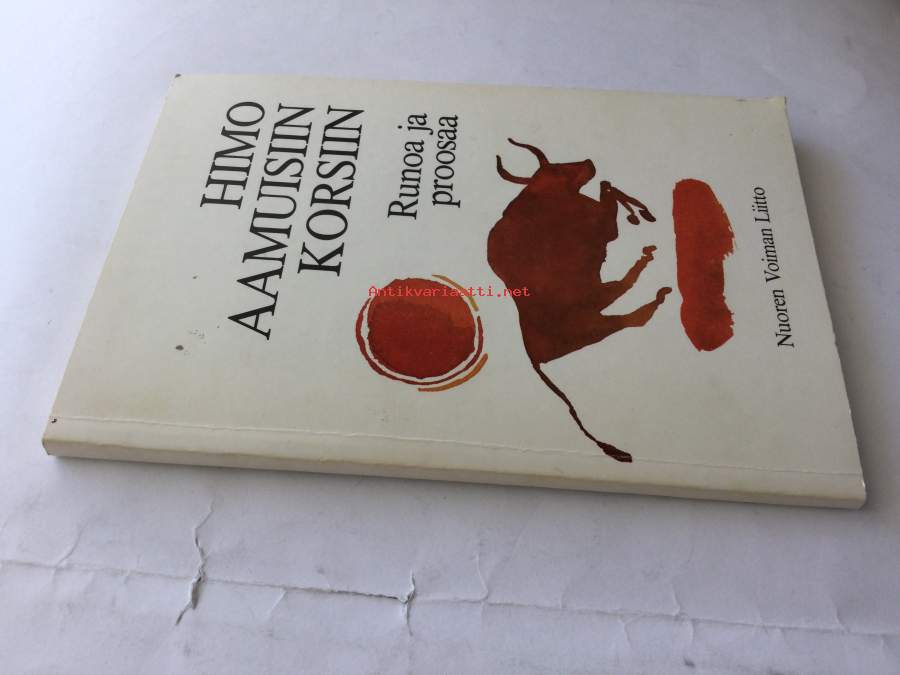 HIMO
AAMUISIIN
KORSIIN
Runoa ja
proosaa
Antikvariaatti.net
Nuoren Voiman Liitto